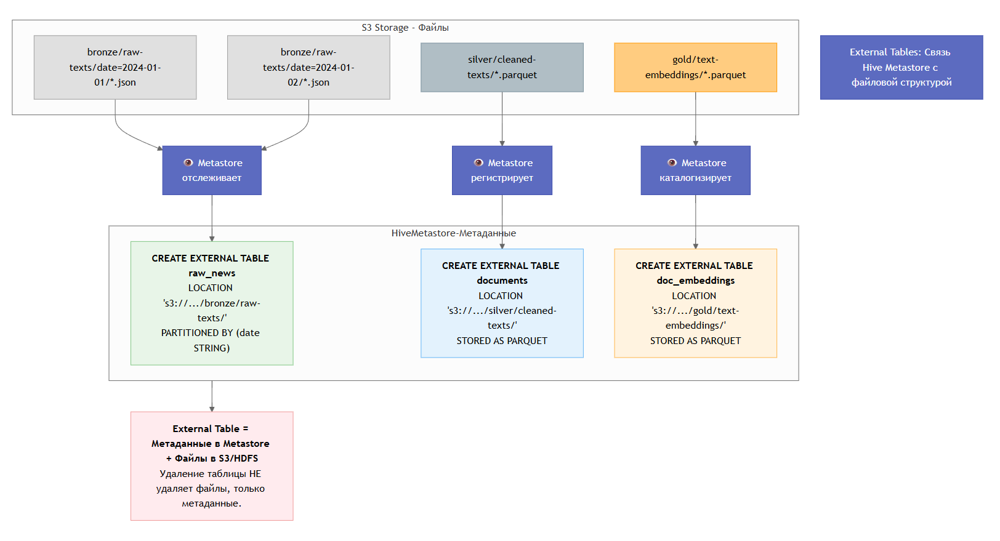 S3 Storage - Файлы
bronze/raw-
texts/date=2024-01-
01/*.json
bronze/raw-
texts/date=2024-01-
02/*.json
silver/cleaned-
texts/*.parquet
gold/text-
embeddings/*.parquet
External Tables: Связь
Hive Metastore с
файловой структурой
Metastore
отслеживает
Metastore
регистрирует
Metastore
каталогизирует
HiveMetastore-Метаданные
CREATE EXTERNAL TABLE
raw_news
LOCATION
's3://.../bronze/raw-
texts/'
PARTITIONED BY (date
STRING)
CREATE EXTERNAL TABLE
documents
LOCATION
's3://.../silver/cleaned-
texts/'
STORED AS PARQUET
CREATE EXTERNAL TABLE
doc_embeddings
LOCATION
's3://.../gold/text-
embeddings/'
STORED AS PARQUET
External Table =
Метаданные в Metastore
+ Файлы в S3/HDFS
Удаление таблицы НЕ
удаляет файлы, только
метаданные.